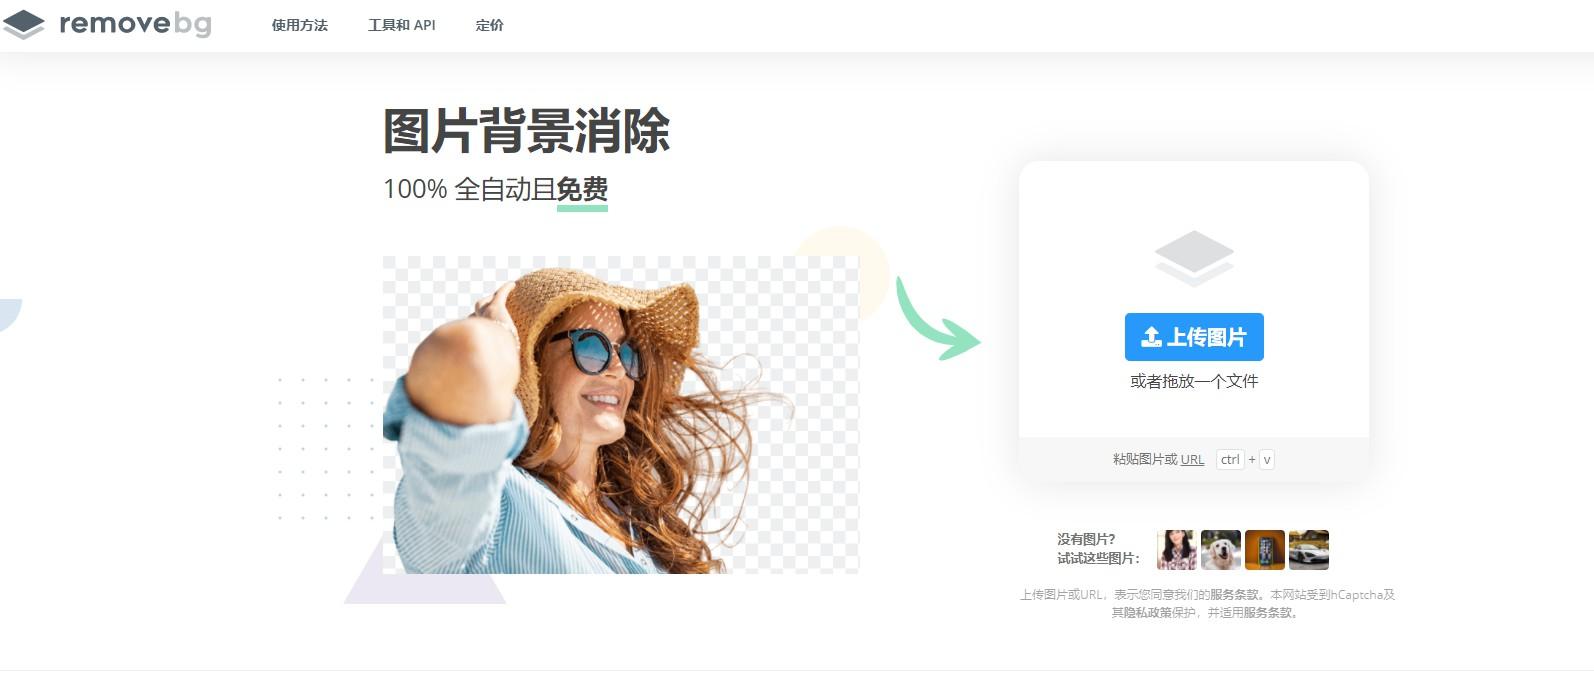 removebg
使用方法
工具和 API
定价
图片背景消除
100% 全自动且免费
上传图片
或者拖放一个文件
粘贴图片或 URL ctrl + v
没有图片？
试试这些图片：
上传图片或URL，表示您同意我们的服务条款。本网站受到hCaptcha及
其隐私政策保护，并适用服务条款。